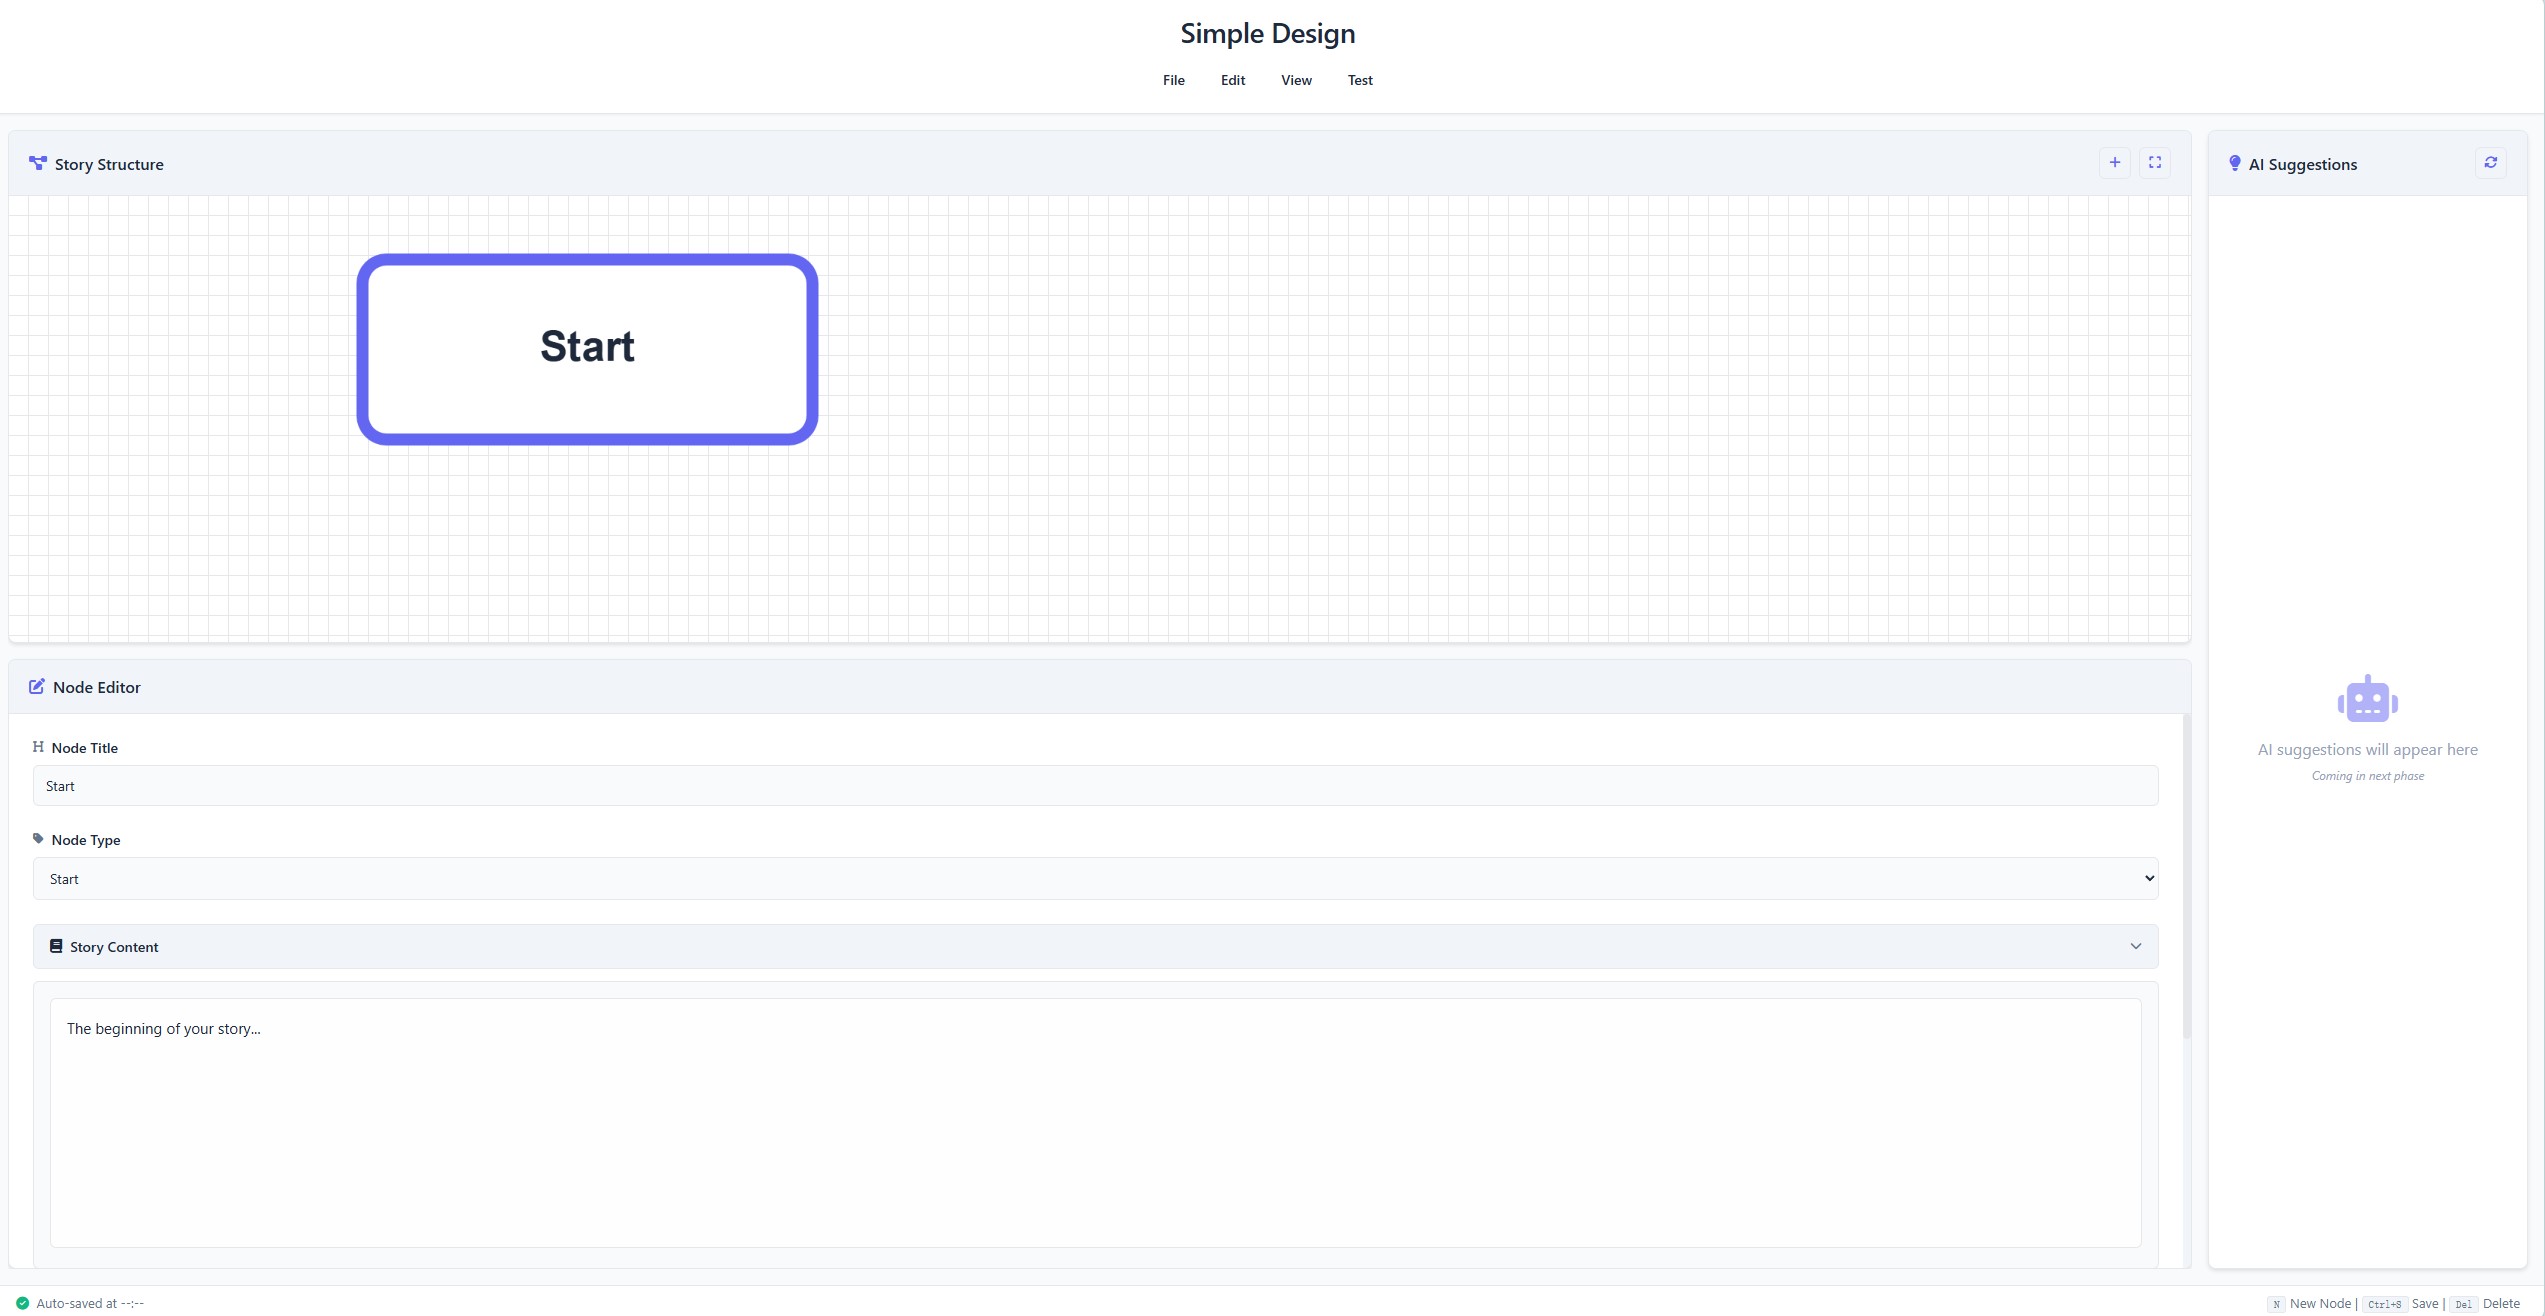 Simple Design
File Edit View Test
Story Structure
AI Suggestions
Start
AI suggestions will appear here
Coming in next phase
Node Editor
Node Title
Start
Node Type
Start
Story Content
The beginning of your story...
Auto-saved at --:--
N New Node | Ctrl+S Save | Del Delete